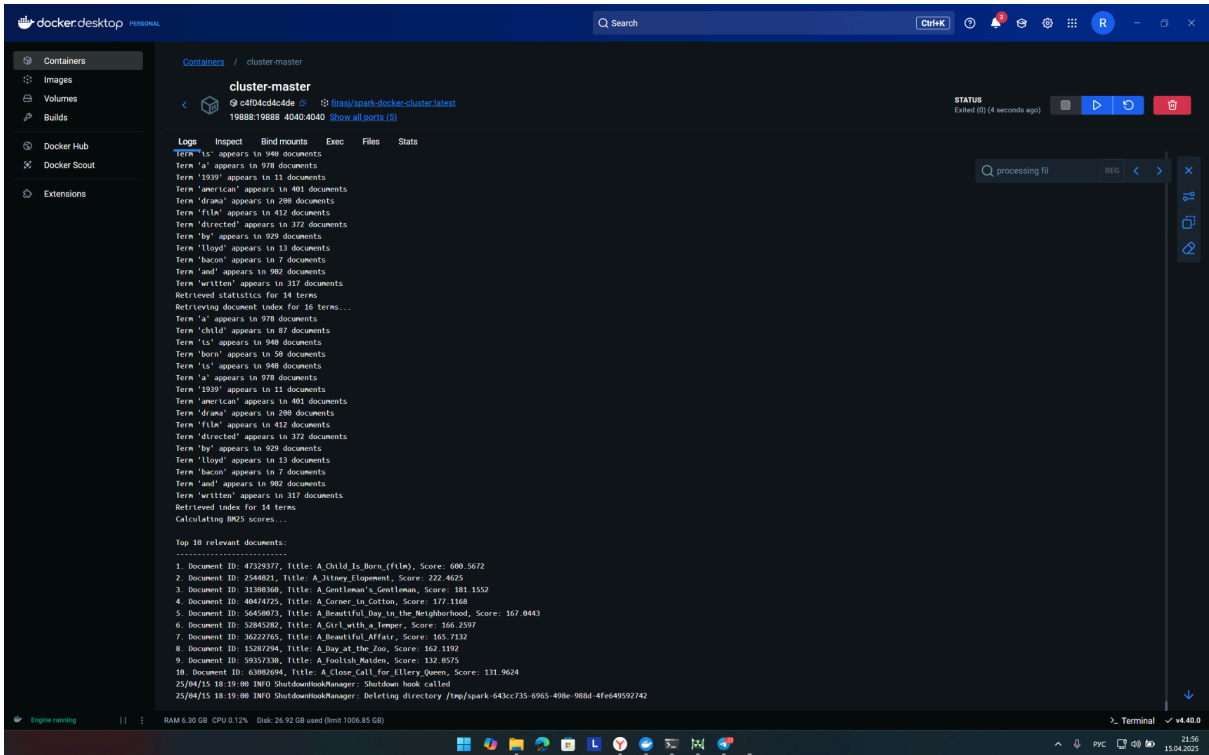 docker.desktop PERSONAL
Search
Ctrl+K
3
R
Containers
Images
Volumes
Builds
Docker Hub
Docker Scout
Extensions
Containers / cluster-master
cluster-master
c4f04cd4c4de firasj/spark-docker-cluster:latest
19888:19888 4040:4040 Show all ports (5)
STATUS
Exited (0) (4 seconds ago)
Logs Inspect Bind mounts Exec Files Stats
processing fil REG
Term 'is' appears in 940 documents
Term 'a' appears in 978 documents
Term '1939' appears in 11 documents
Term 'american' appears in 401 documents
Term 'drama' appears in 200 documents
Term 'film' appears in 412 documents
Term 'directed' appears in 372 documents
Term 'by' appears in 929 documents
Term 'lloyd' appears in 13 documents
Term 'bacon' appears in 7 documents
Term 'and' appears in 902 documents
Term 'written' appears in 317 documents
Retrieved statistics for 14 terms
Retrieving document index for 16 terms...
Term 'a' appears in 978 documents
Term 'child' appears in 87 documents
Term 'is' appears in 940 documents
Term 'born' appears in 50 documents
Term 'is' appears in 940 documents
Term 'a' appears in 978 documents
Term '1939' appears in 11 documents
Term 'american' appears in 401 documents
Term 'drama' appears in 200 documents
Term 'film' appears in 412 documents
Term 'directed' appears in 372 documents
Term 'by' appears in 929 documents
Term 'lloyd' appears in 13 documents
Term 'bacon' appears in 7 documents
Term 'and' appears in 902 documents
Term 'written' appears in 317 documents
Retrieved index for 14 terms
Calculating BM25 scores...
Top 10 relevant documents:
--------------------------
1. Document ID: 47329377, Title: A_Child_Is_Born_(film), Score: 600.5672
2. Document ID: 2544021, Title: A_Jitney_Elopement, Score: 222.4625
3. Document ID: 31300360, Title: A_Gentleman's_Gentleman, Score: 181.1552
4. Document ID: 40474725, Title: A_Corner_in_Cotton, Score: 177.1168
5. Document ID: 56450073, Title: A_Beautiful_Day_in_the_Neighborhood, Score: 167.0443
6. Document ID: 52845282, Title: A_Girl_with_a_Temper, Score: 166.2597
7. Document ID: 36222765, Title: A_Beautiful_Affair, Score: 165.7132
8. Document ID: 15287294, Title: A_Day_at_the_Zoo, Score: 162.1192
9. Document ID: 59357330, Title: A_Foolish_Maiden, Score: 132.0575
10. Document ID: 63002694, Title: A_Close_Call_for_Ellery_Queen, Score: 131.9624
25/04/15 18:19:00 INFO ShutdownHookManager: Shutdown hook called
25/04/15 18:19:00 INFO ShutdownHookManager: Deleting directory /tmp/spark-643cc735-6965-498e-988d-4fe649592742
Engine running
RAM 6.30 GB CPU 0.12% Disk: 26.92 GB used (limit 1006.85 GB)
Terminal v4.40.0
L
РУС
21:56
15.04.2025